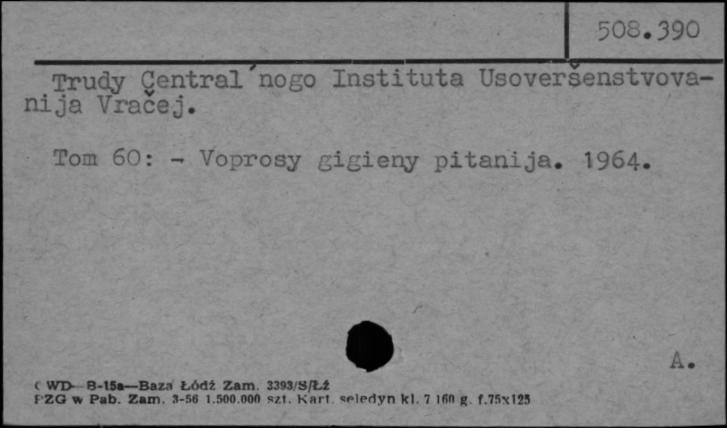 508.390
Trudy Central'nogo Instituta Usoveršenstvova-
nija Vračej.
Tom 60: - Voprosy gigieny pitanija. 1964.
A.
WD- B-15a—Baza Łódź Zam. 3393/S/Łź
PZG w Pab. Zam. 3-56 1.500.000 szt. Kart. seledyn kl. 7 160 g. f.75x125